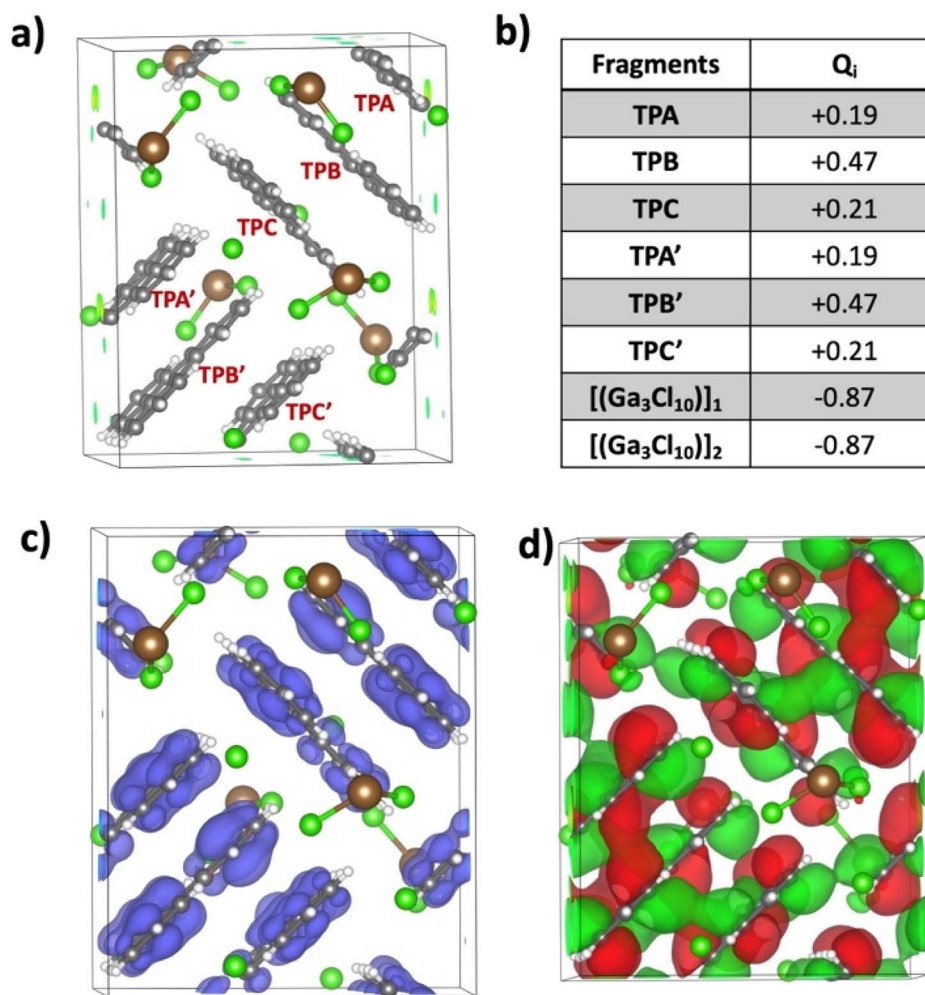 a)
TPA
TPB
TPC
TPA’
TPB’
TPC’
b)
Fragments Qi
TPA +0.19
TPB +0.47
TPC +0.21
TPA’ +0.19
TPB’ +0.47
TPC’ +0.21
[(Ga₃Cl₁₀)]₁ -0.87
[(Ga₃Cl₁₀)]₂ -0.87
c)
d)